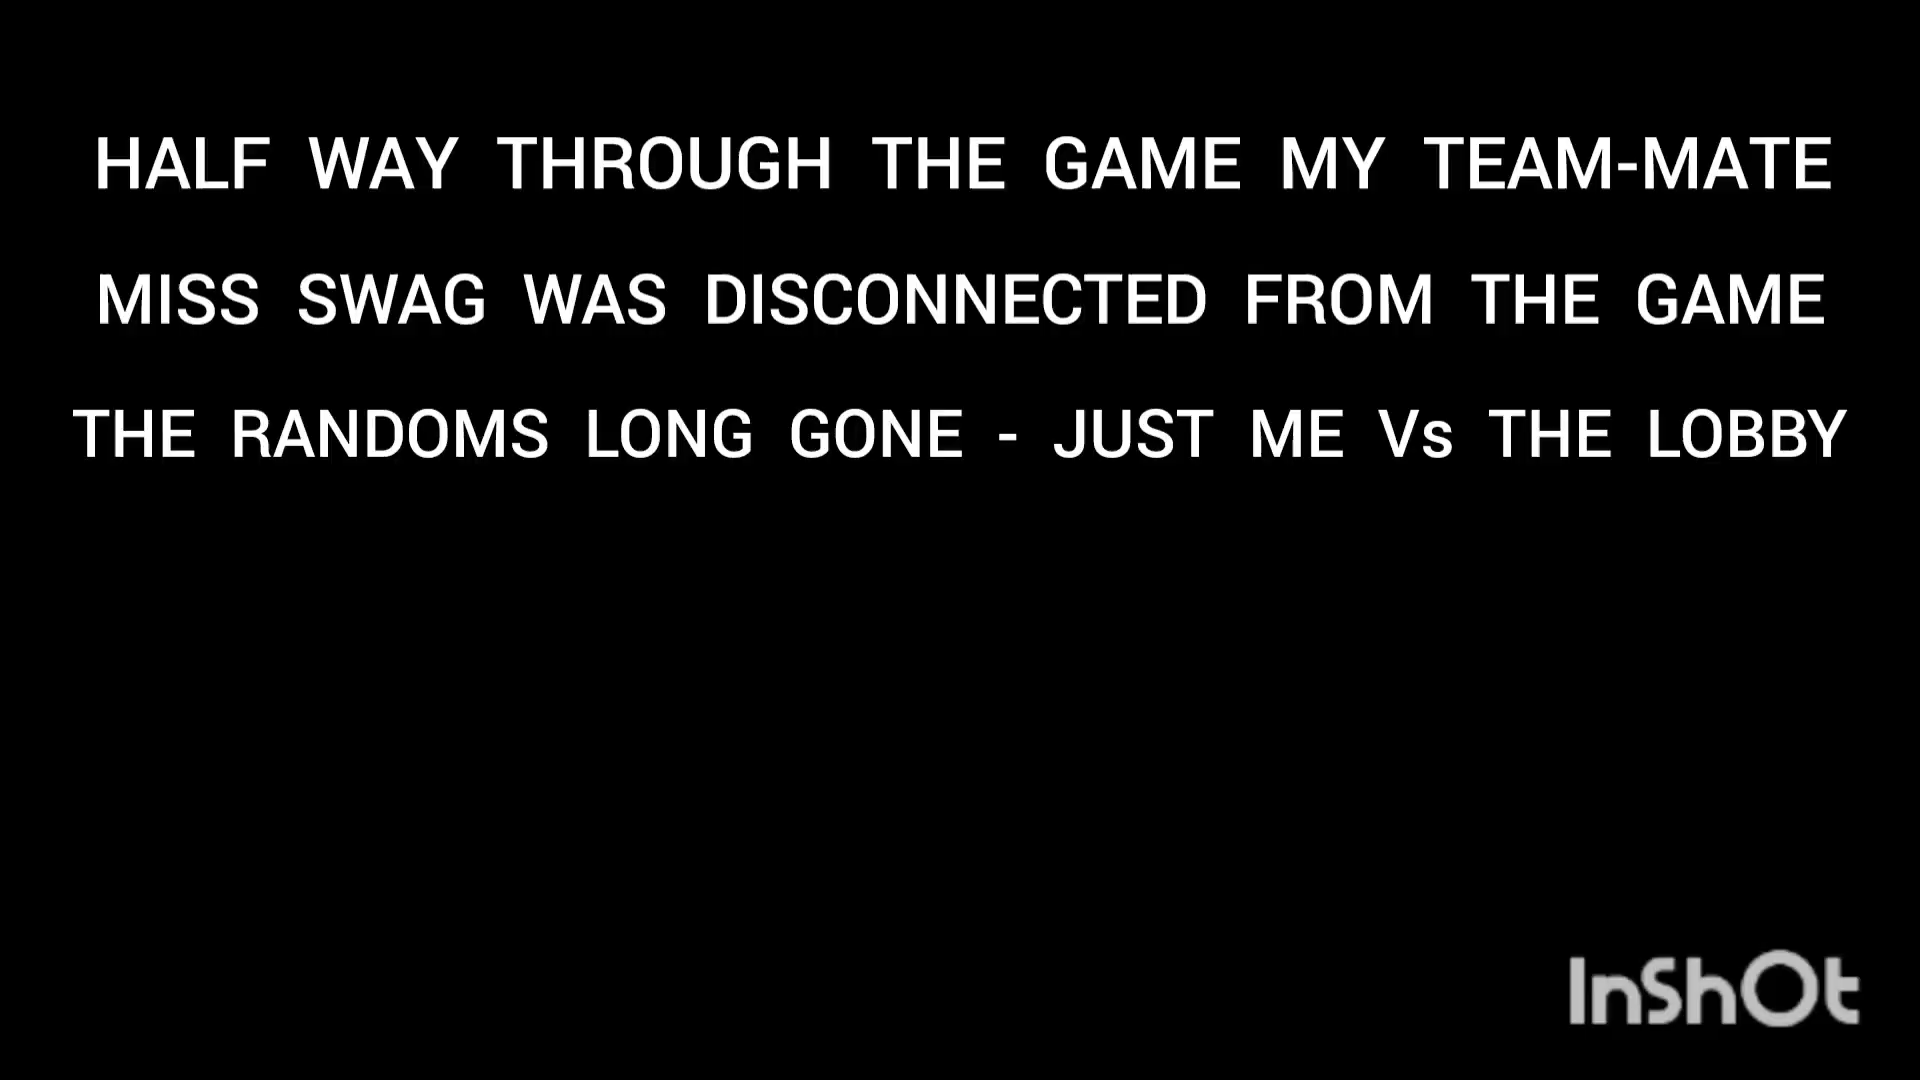 HALF WAY THROUGH THE GAME MY TEAM-MATE
MISS SWAG WAS DISCONNECTED FROM THE GAME
THE RANDOMS LONG GONE - JUST ME Vs THE LOBBY
InShOt